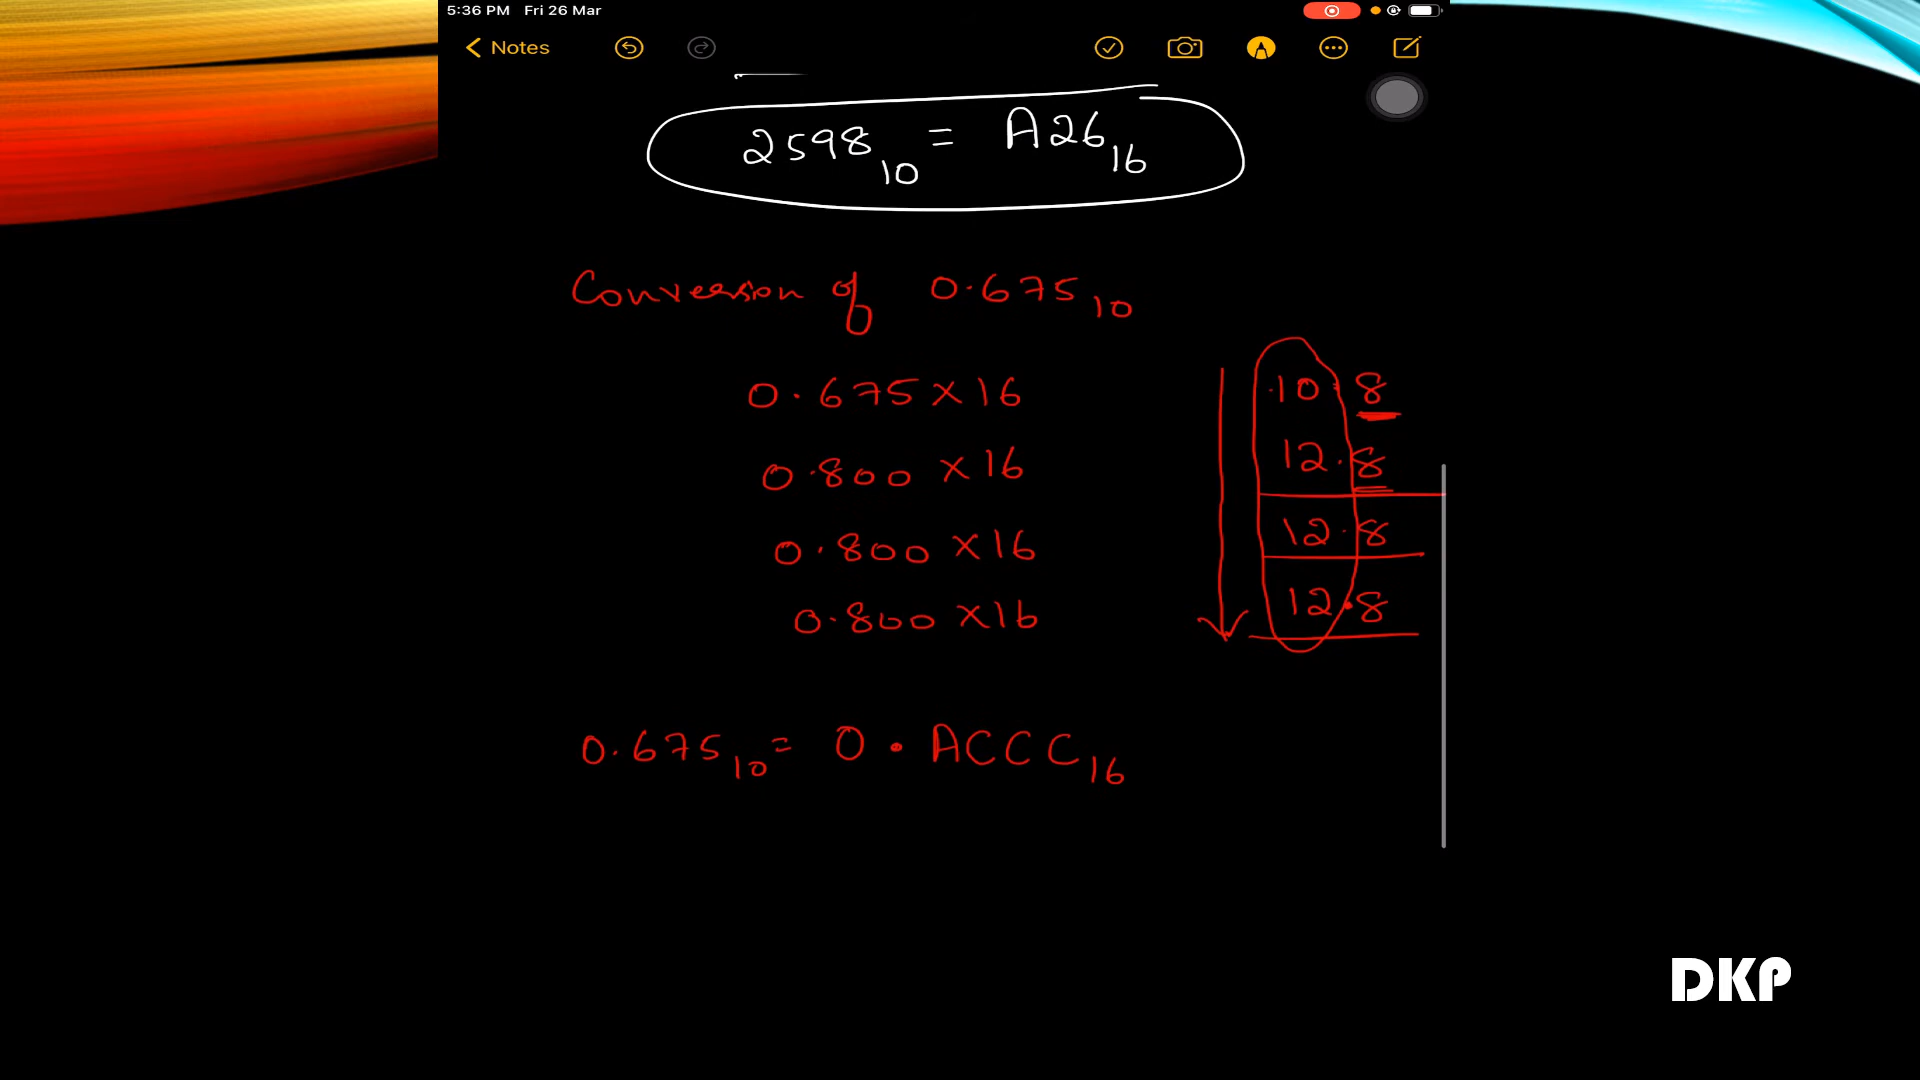 5:36 PM Fri 26 Mar
Notes
2598₁₀ = A26₁₆
Conversion of 0.675₁₀
0.675 × 16 10.8
0.800 × 16 12.8
0.800 × 16 12.8
0.800 × 16 12.8
0.675₁₀ = 0.ACCC₁₆
DKP